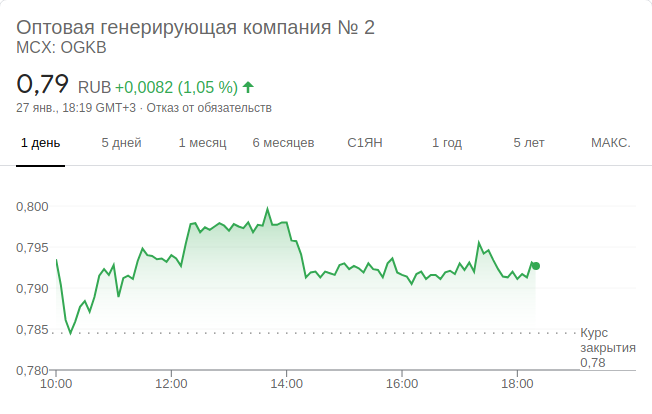 Оптовая генерирующая компания № 2
MCX: OGKB
0,79 RUB +0,0082 (1,05 %)
27 янв., 18:19 GMT+3 · Отказ от обязательств
1 день 5 дней 1 месяц 6 месяцев С1ЯН 1 год 5 лет МАКС.
0,800
0,795
0,790
0,785
0,780
Курс
закрытия
0,78
10:00 12:00 14:00 16:00 18:00